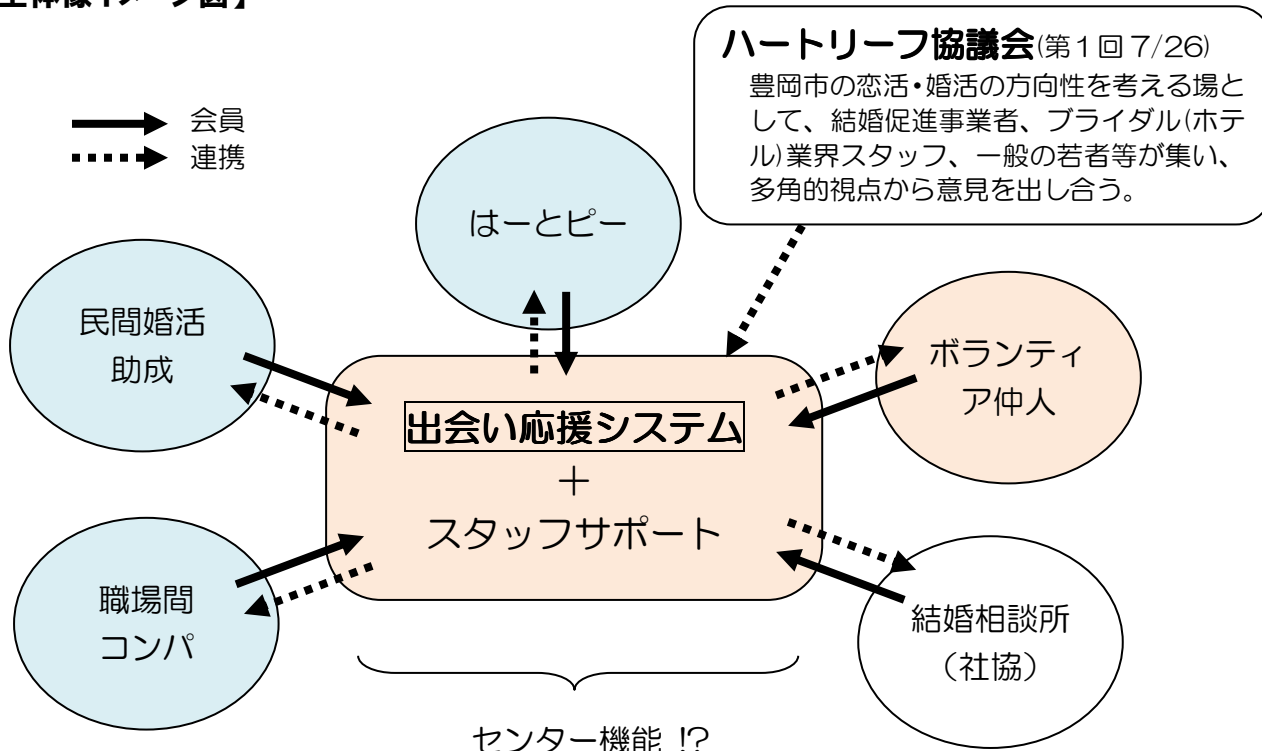 全体像イメージ図】
ハートリーフ協議会(第1回 7/26)
豊岡市の恋活・婚活の方向性を考える場と
して、結婚促進事業者、ブライダル(ホテ
ル)業界スタッフ、一般の若者等が集い、
多角的視点から意見を出し合う。
会員
連携
はーとピー
民間婚活
助成
ボランティ
ア仲人
出会い応援システム
＋
スタッフサポート
職場間
コンパ
結婚相談所
（社協）
センター機能 !?